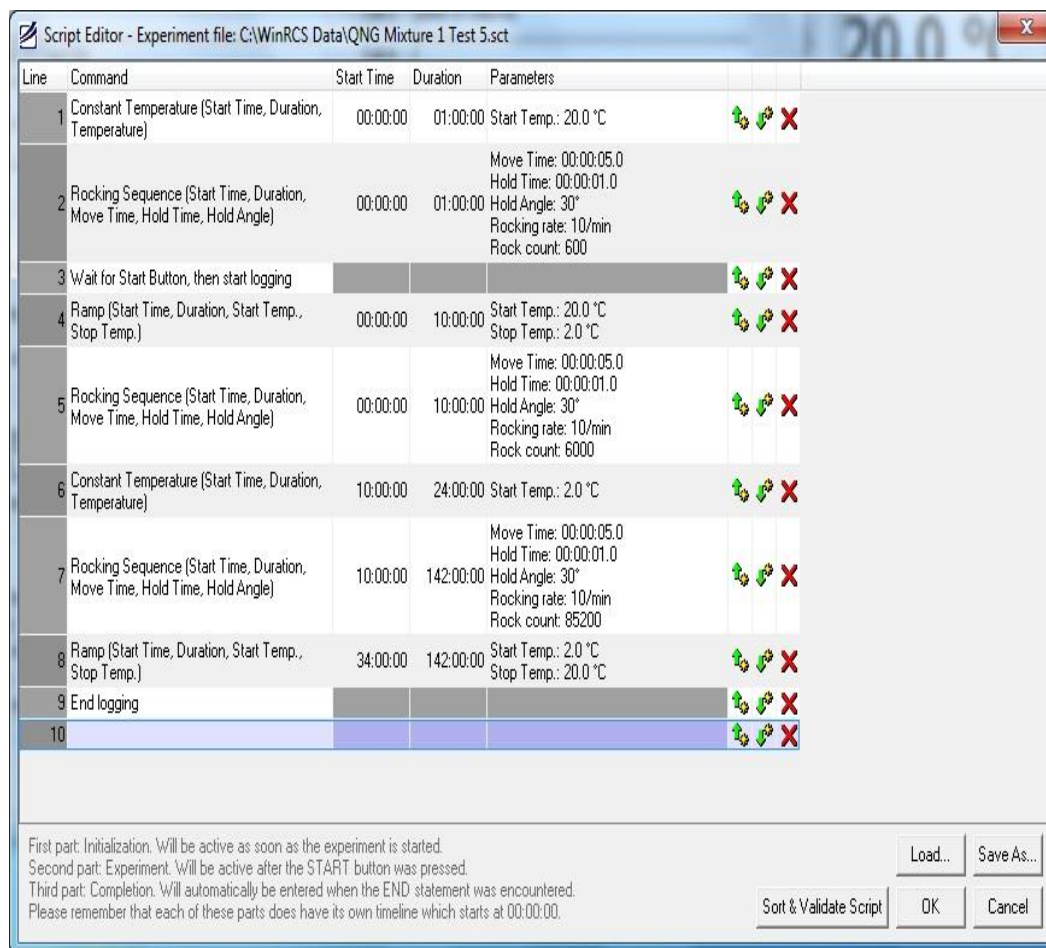 Script Editor - Experiment file: C:\WinRCS Data\QNG Mixture 1 Test 5.sct
X
20.0 °C
Line Command Start Time Duration Parameters
1 Constant Temperature (Start Time, Duration, Temperature) 00:00:00 01:00:00 Start Temp.: 20.0 °C
2 Rocking Sequence (Start Time, Duration, Move Time, Hold Time, Hold Angle) 00:00:00 01:00:00 Move Time: 00:00:05.0
Hold Time: 00:00:01.0
Hold Angle: 30°
Rocking rate: 10/min
Rock count: 600
3 Wait for Start Button, then start logging
4 Ramp (Start Time, Duration, Start Temp., Stop Temp.) 00:00:00 10:00:00 Start Temp.: 20.0 °C
Stop Temp.: 2.0 °C
5 Rocking Sequence (Start Time, Duration, Move Time, Hold Time, Hold Angle) 00:00:00 10:00:00 Move Time: 00:00:05.0
Hold Time: 00:00:01.0
Hold Angle: 30°
Rocking rate: 10/min
Rock count: 6000
6 Constant Temperature (Start Time, Duration, Temperature) 10:00:00 24:00:00 Start Temp.: 2.0 °C
7 Rocking Sequence (Start Time, Duration, Move Time, Hold Time, Hold Angle) 10:00:00 142:00:00 Move Time: 00:00:05.0
Hold Time: 00:00:01.0
Hold Angle: 30°
Rocking rate: 10/min
Rock count: 85200
8 Ramp (Start Time, Duration, Start Temp., Stop Temp.) 34:00:00 142:00:00 Start Temp.: 2.0 °C
Stop Temp.: 20.0 °C
9 End logging
10
First part: Initialization. Will be active as soon as the experiment is started.
Second part: Experiment. Will be active after the START button was pressed.
Third part: Completion. Will automatically be entered when the END statement was encountered.
Please remember that each of these parts does have its own timeline which starts at 00:00:00.
Load... Save As...
Sort & Validate Script OK Cancel